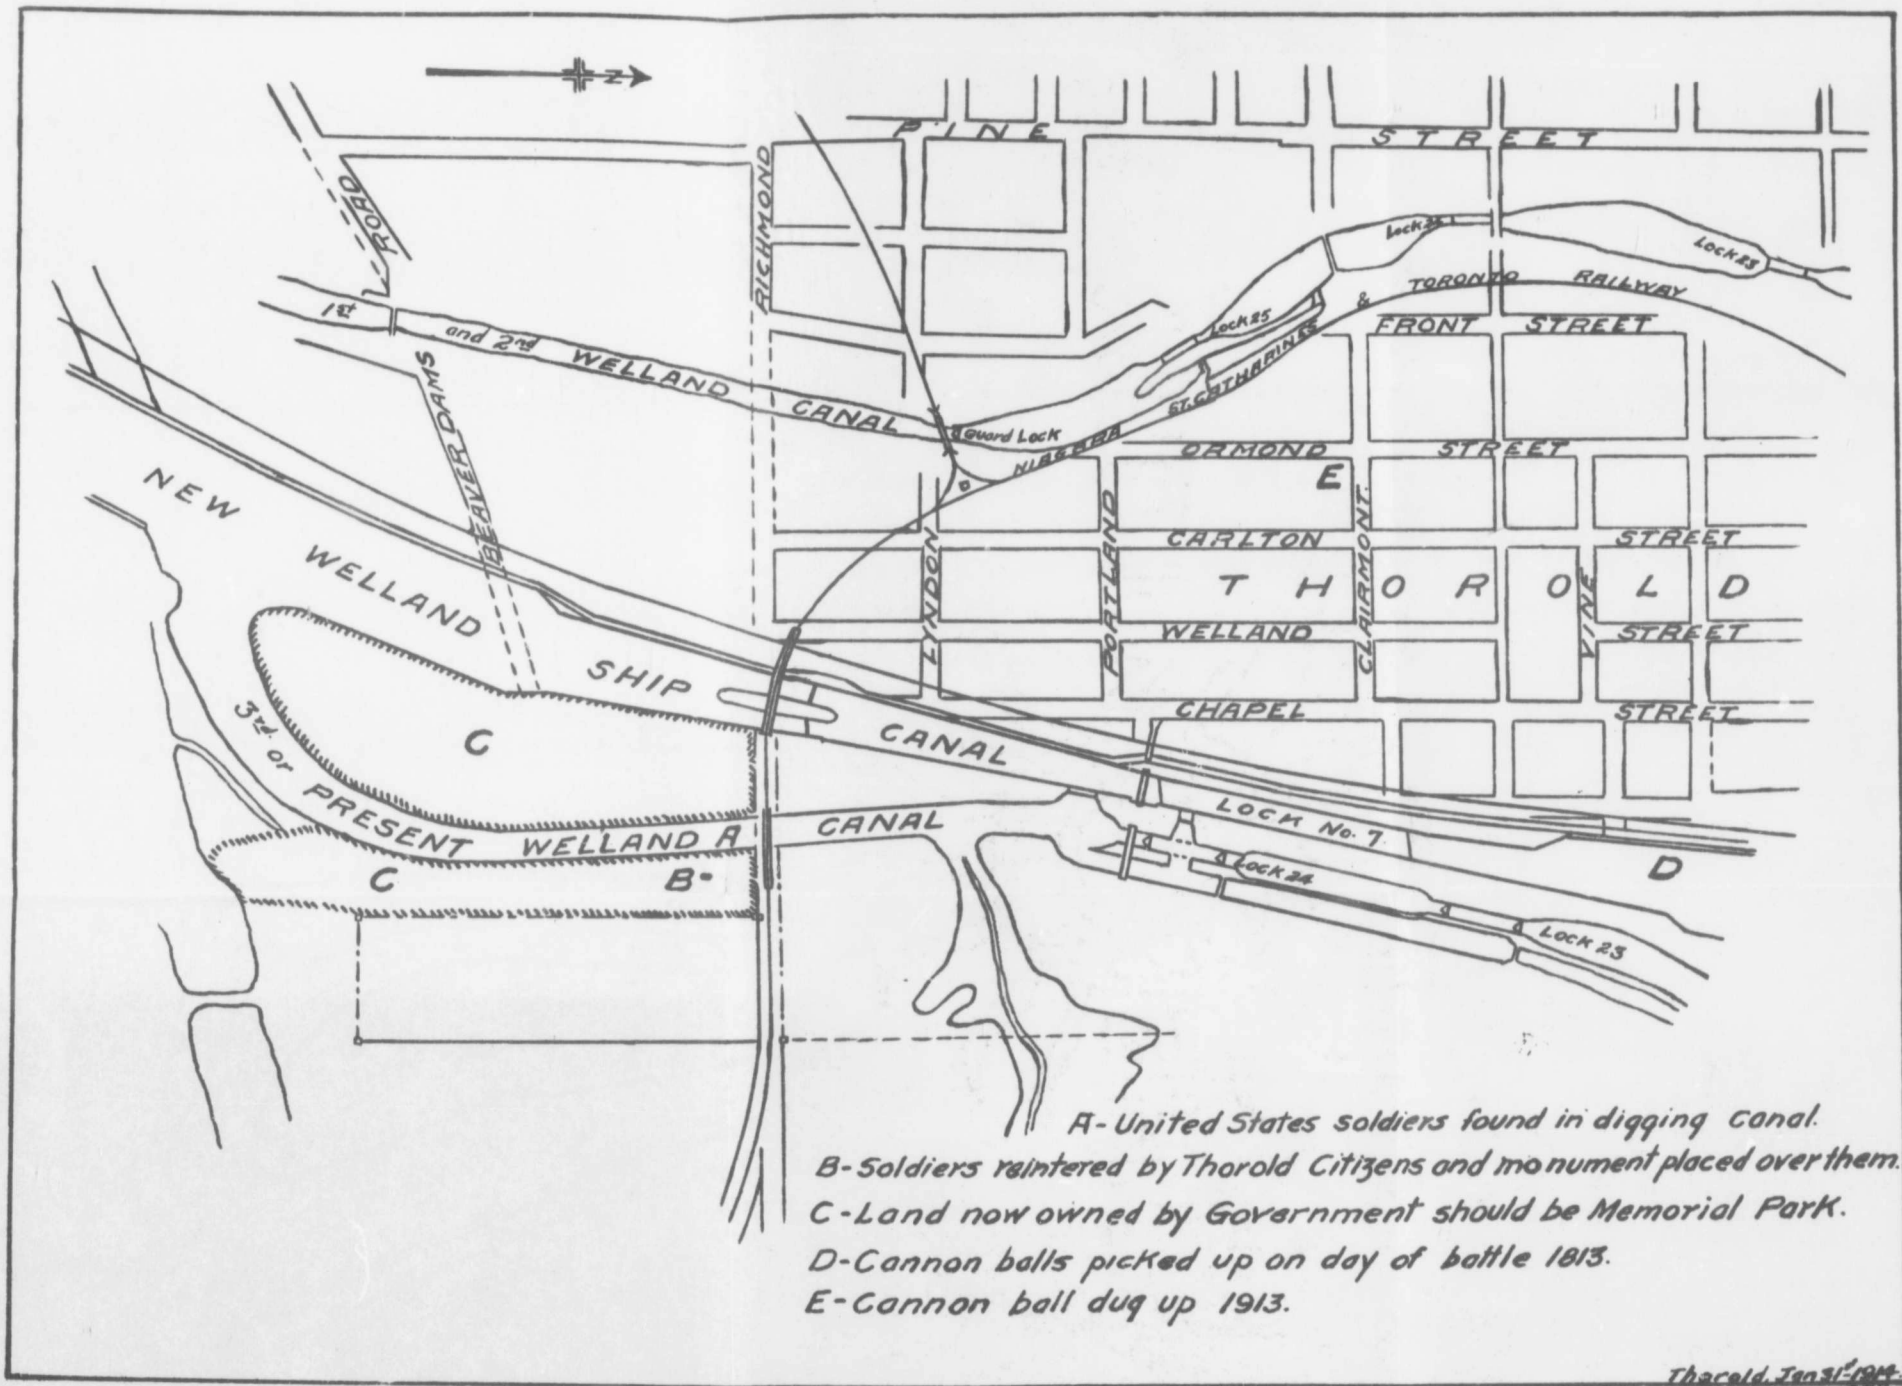 N
PINE STREET
ROAD
RICHMOND
Lock 23
Lock 25
1st and 2nd WELLAND CANAL
Guard Lock
NIAGARA ST. CATHARINES & TORONTO RAILWAY
FRONT STREET
ORMOND STREET
E
BEAVER DAMS
CARLTON STREET
THOROLD
LYNDON
PORTLAND
CLAIRMONT.
VINE
WELLAND STREET
CHAPEL STREET
NEW WELLAND SHIP CANAL
C
3rd or PRESENT WELLAND A CANAL
C
B
LOCK No. 7
Lock 24
D
Lock 23
A-United States soldiers found in digging canal.
B-Soldiers reintered by Thorold Citizens and monument placed over them.
C-Land now owned by Government should be Memorial Park.
D-Cannon balls picked up on day of battle 1813.
E-Cannon ball dug up 1913.
Thorold, Jan 31st 1914